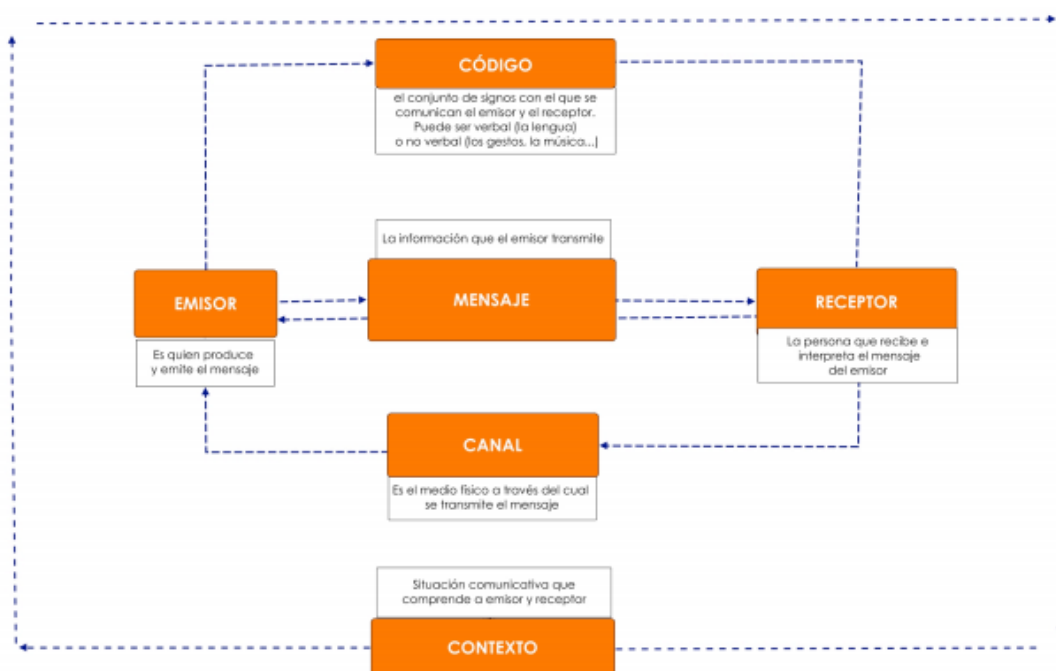 CÓDIGO
el conjunto de signos con el que se
comunican el emisor y el receptor.
Puede ser verbal (la lengua)
o no verbal (los gestos, la música...)
La información que el emisor transmite
MENSAJE
EMISOR
Es quien produce
y emite el mensaje
RECEPTOR
La persona que recibe e
interpreta el mensaje
del emisor
CANAL
Es el medio físico a través del cual
se transmite el mensaje
Situación comunicativa que
comprende a emisor y receptor
CONTEXTO